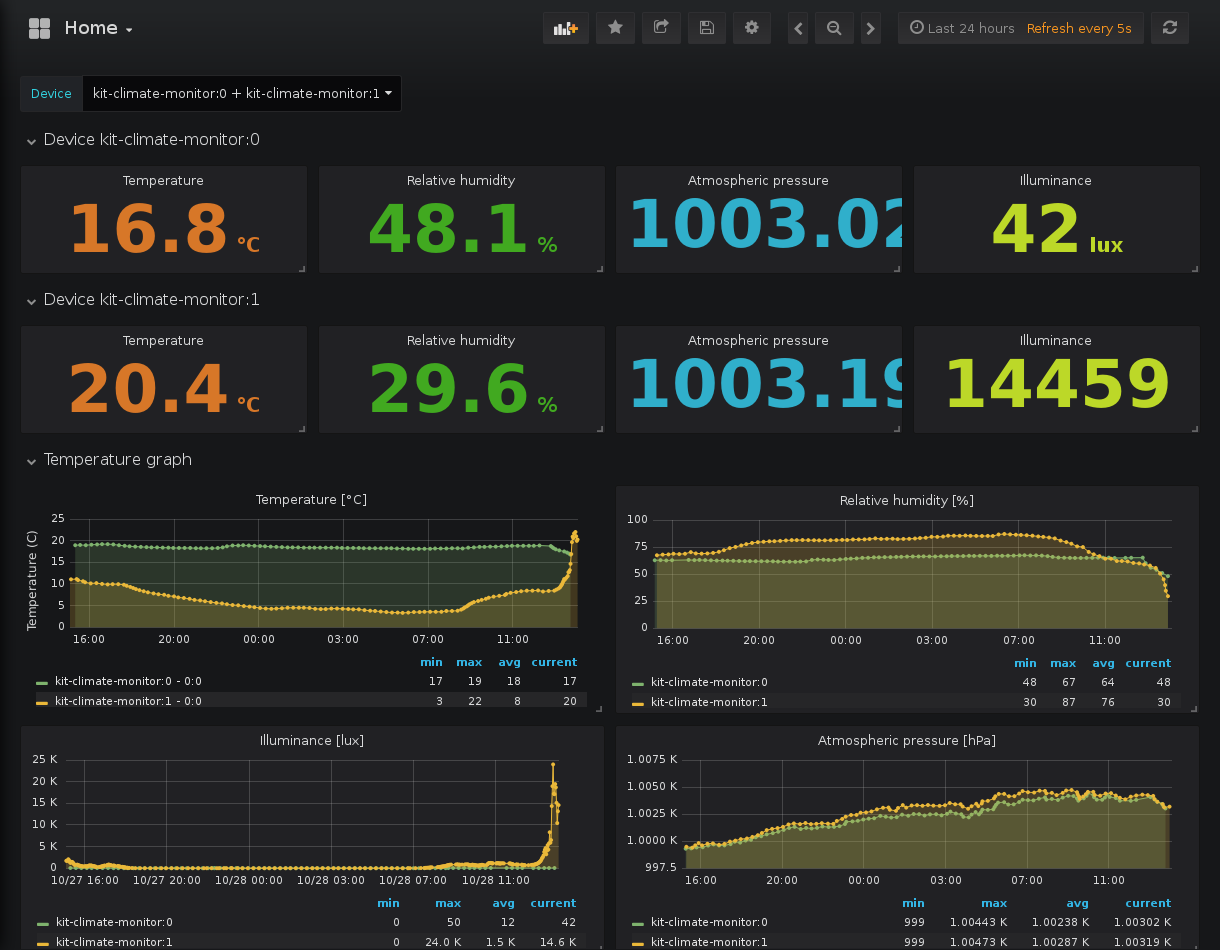 Home
Last 24 hours Refresh every 5s
Device kit-climate-monitor:0 + kit-climate-monitor:1
Device kit-climate-monitor:0
Temperature Relative humidity Atmospheric pressure Illuminance
16.8 °C 48.1 % 1003.02 42 lux
Device kit-climate-monitor:1
Temperature Relative humidity Atmospheric pressure Illuminance
20.4 °C 29.6 % 1003.19 14459
Temperature graph
Temperature [°C]
Temperature (C)
25
20
15
10
5
0
16:00 20:00 00:00 03:00 07:00 11:00
min max avg current
kit-climate-monitor:0 - 0:0 17 19 18 17
kit-climate-monitor:1 - 0:0 3 22 8 20
Relative humidity [%]
100
75
50
25
0
16:00 20:00 00:00 03:00 07:00 11:00
min max avg current
kit-climate-monitor:0 48 67 64 48
kit-climate-monitor:1 30 87 76 30
Illuminance [lux]
25 K
20 K
15 K
10 K
5 K
0
10/27 16:00 10/27 20:00 10/28 00:00 10/28 03:00 10/28 07:00 10/28 11:00
min max avg current
kit-climate-monitor:0 0 50 12 42
kit-climate-monitor:1 0 24.0 K 1.5 K 14.6 K
Atmospheric pressure [hPa]
1.0075 K
1.0050 K
1.0025 K
1.0000 K
997.5
16:00 20:00 00:00 03:00 07:00 11:00
min max avg current
kit-climate-monitor:0 999 1.00443 K 1.00238 K 1.00302 K
kit-climate-monitor:1 999 1.00473 K 1.00287 K 1.00319 K